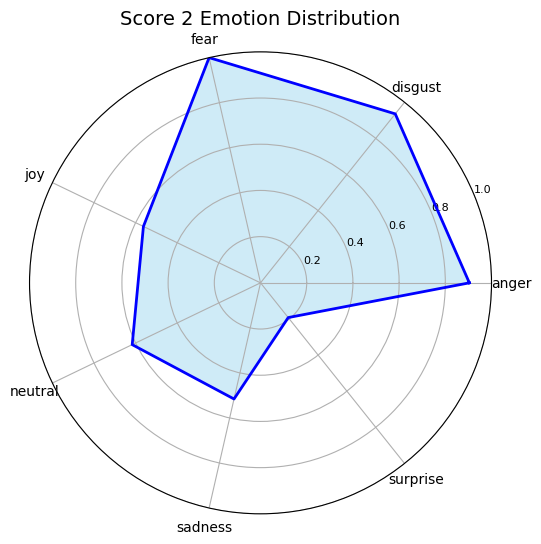 Score 2 Emotion Distribution
fear
disgust
joy
1.0
0.8
0.6
0.4
0.2
anger
neutral
surprise
sadness